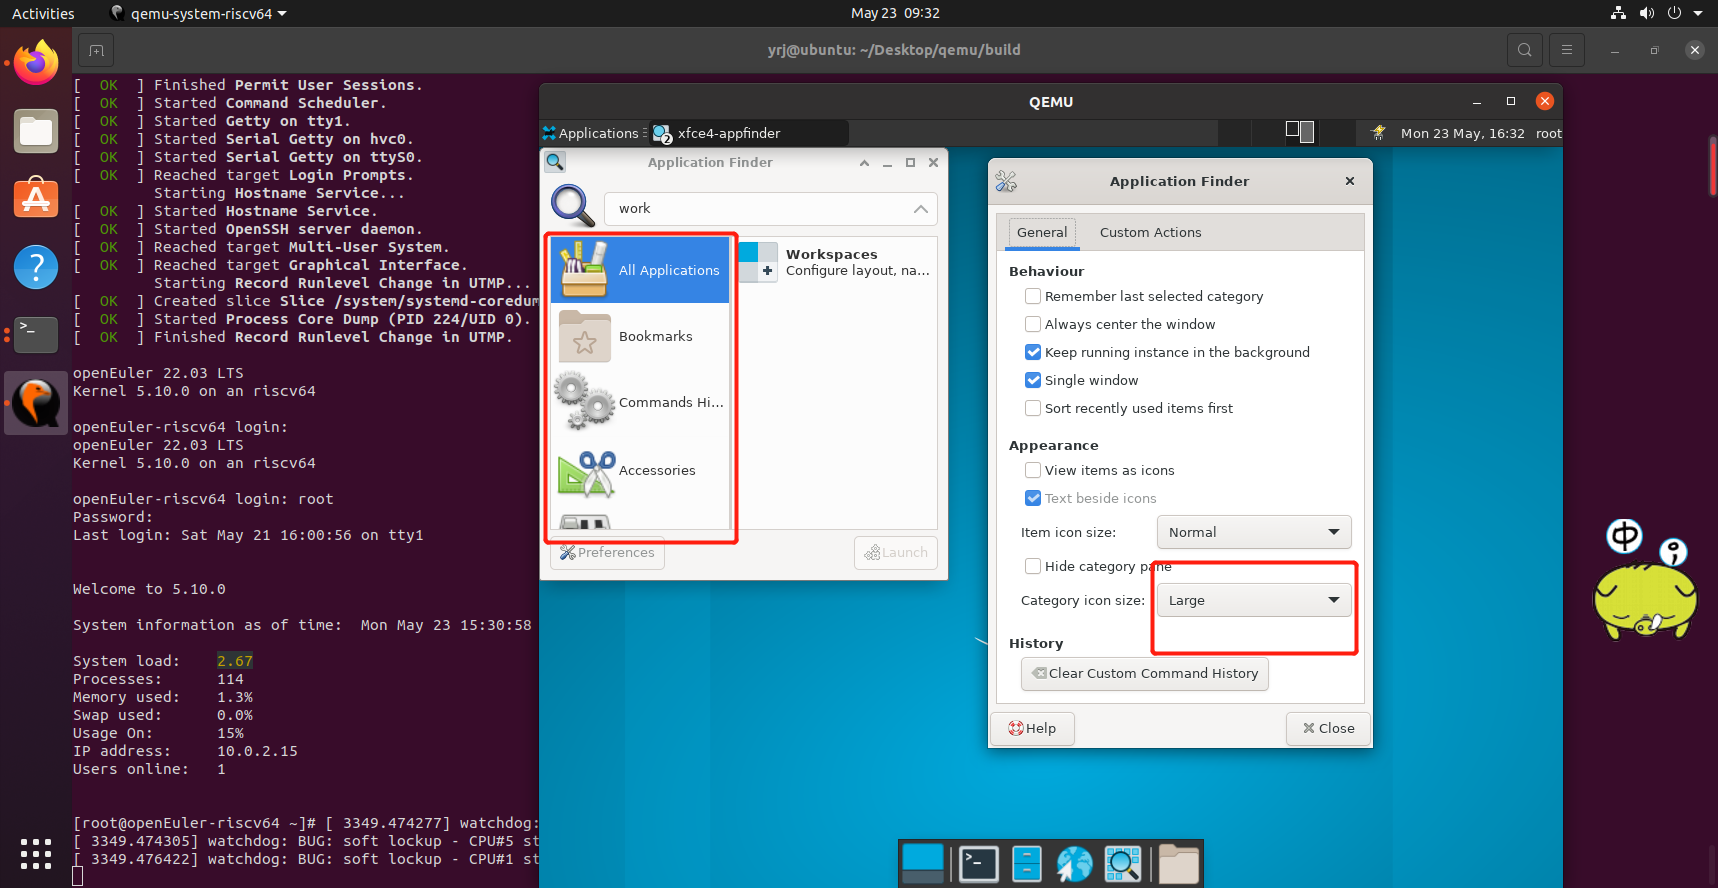 Activities
qemu-system-riscv64
May 23 09:32
yrj@ubuntu: ~/Desktop/qemu/build
[ OK ] Finished Permit User Sessions.
[ OK ] Started Command Scheduler.
[ OK ] Started Getty on tty1.
[ OK ] Started Serial Getty on hvc0.
[ OK ] Started Serial Getty on ttyS0.
[ OK ] Reached target Login Prompts.
Starting Hostname Service...
[ OK ] Started Hostname Service.
[ OK ] Started OpenSSH server daemon.
[ OK ] Reached target Multi-User System.
[ OK ] Reached target Graphical Interface.
Starting Record Runlevel Change in UTMP...
[ OK ] Created slice Slice /system/systemd-coredum
[ OK ] Started Process Core Dump (PID 224/UID 0).
[ OK ] Finished Record Runlevel Change in UTMP.
openEuler 22.03 LTS
Kernel 5.10.0 on an riscv64
openEuler-riscv64 login:
openEuler 22.03 LTS
Kernel 5.10.0 on an riscv64
openEuler-riscv64 login: root
Password:
Last login: Sat May 21 16:00:56 on tty1
Welcome to 5.10.0
System information as of time: Mon May 23 15:30:58
System load: 2.67
Processes: 114
Memory used: 1.3%
Swap used: 0.0%
Usage On: 15%
IP address: 10.0.2.15
Users online: 1
[root@openEuler-riscv64 ~]# [ 3349.474277] watchdog:
[ 3349.474305] watchdog: BUG: soft lockup - CPU#5 st
[ 3349.476422] watchdog: BUG: soft lockup - CPU#1 st
QEMU
Applications
2
xfce4-appfinder
Mon 23 May, 16:32
root
Application Finder
work
All Applications
Bookmarks
Commands Hi...
Accessories
Workspaces
Configure layout, na...
Preferences
Launch
Application Finder
General
Custom Actions
Behaviour
Remember last selected category
Always center the window
Keep running instance in the background
Single window
Sort recently used items first
Appearance
View items as icons
Text beside icons
Item icon size:
Normal
Hide category pane
Category icon size:
Large
History
Clear Custom Command History
Help
Close
中